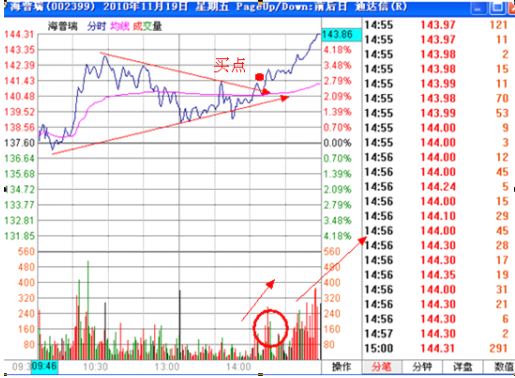 海普瑞(002399) 2010年11月19日 星期五 PageUp/Down:前后日 通达信(R)
海普瑞 分时 均线 成交量
144.31 143.86
143.35 4.18%
142.39 3.48%
买点
141.43 2.79%
140.48 2.09%
139.52 1.39%
138.56 0.70%
137.60 0.00%
136.64 0.70%
135.68 1.39%
134.72 2.09%
133.77 2.79%
132.81 3.48%
131.85 4.18%
560 560
480 480
400 400
320 320
240 240
160 160
80 80
09:46 10:30 13:00 14:00 操作
14:55 143.97 121
14:55 143.97 11
14:55 143.98 2
14:55 143.98 15
14:55 143.99 11
14:55 143.98 70
14:55 143.99 53
14:55 144.00 9
14:55 144.00 3
14:56 144.00 12
14:56 144.00 45
14:56 144.24 5
14:56 144.00 15
14:56 144.10 29
14:56 144.00 45
14:56 144.30 28
14:56 144.30 17
14:56 144.35 19
14:56 144.00 31
14:56 144.30 21
14:56 144.30 6
14:57 144.30 2
15:00 144.31 291
分笔 分钟 详盘 数值